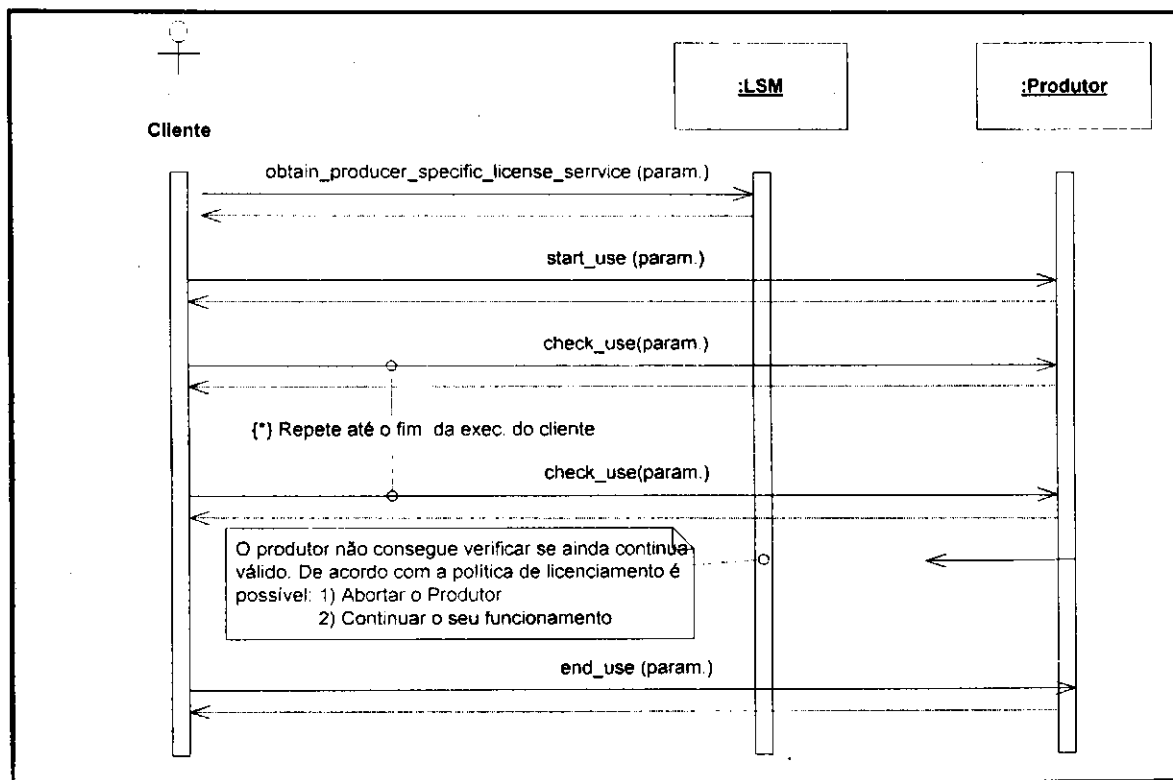 :LSM
:Produtor
Cliente
obtain_producer_specific_license_serrvice (param.)
start_use (param.)
check_use(param.)
{*} Repete até o fim da exec. do cliente
check_use(param.)
O produtor não consegue verificar se ainda continua
válido. De acordo com a política de licenciamento é
possível: 1) Abortar o Produtor
2) Continuar o seu funcionamento
end_use (param.)